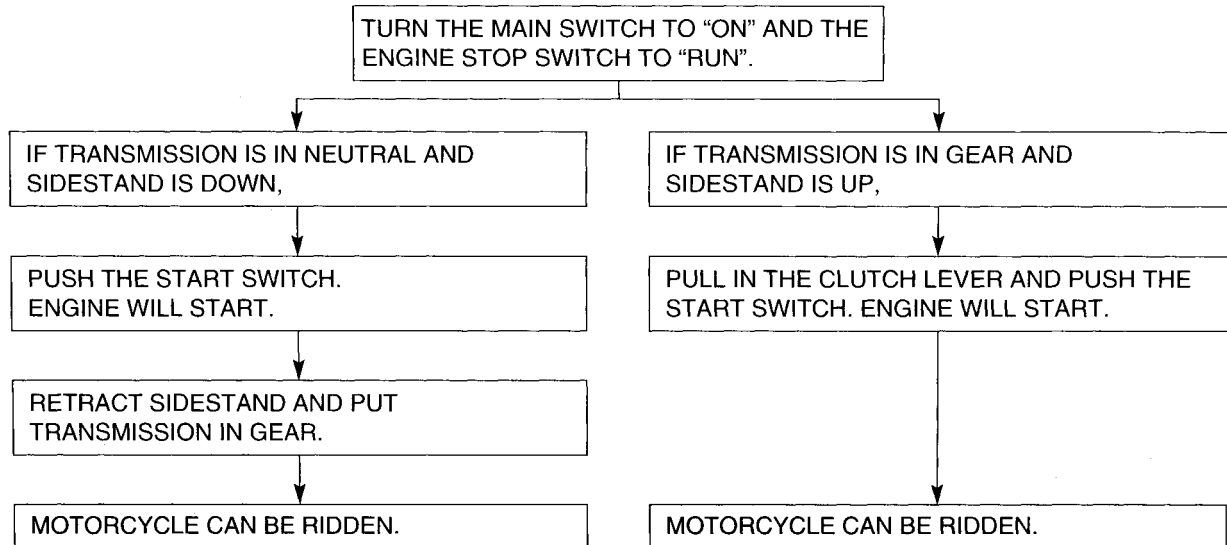 TURN THE MAIN SWITCH TO “ON” AND THE
ENGINE STOP SWITCH TO “RUN”.
IF TRANSMISSION IS IN NEUTRAL AND
SIDESTAND IS DOWN,
PUSH THE START SWITCH.
ENGINE WILL START.
RETRACT SIDESTAND AND PUT
TRANSMISSION IN GEAR.
MOTORCYCLE CAN BE RIDDEN.
IF TRANSMISSION IS IN GEAR AND
SIDESTAND IS UP,
PULL IN THE CLUTCH LEVER AND PUSH THE
START SWITCH. ENGINE WILL START.
MOTORCYCLE CAN BE RIDDEN.